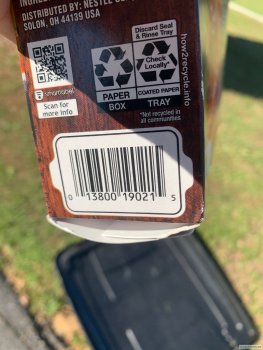 DISTRIBUTED BY: NESTLÉ
SOLON, OH 44139 USA
smartlabel
Scan for
more info
PAPER
BOX
Discard Seal
& Rinse Tray
Check
Locally*
COATED PAPER
TRAY
*Not recycled in
all communities
how2recycle.info
0 13800 19021 5